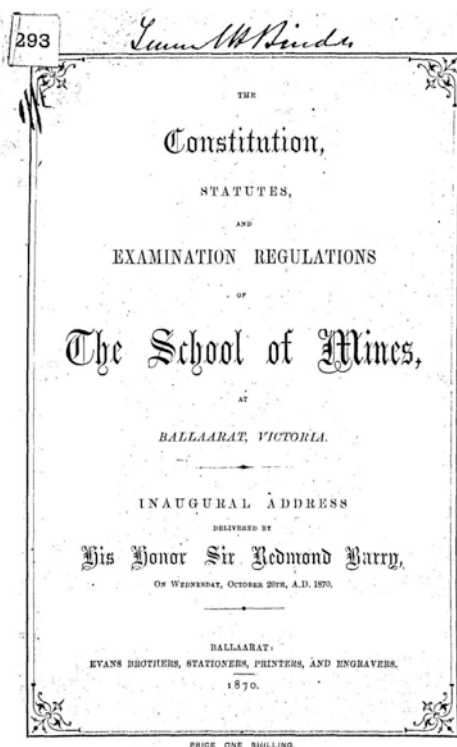 293
THE
Constitution,
STATUTES,
AND
EXAMINATION REGULATIONS
OF
The School of Mines,
AT
BALLAARAT, VICTORIA.
INAUGURAL ADDRESS
DELIVERED BY
His Honor Sir Redmond Barry,
ON WEDNESDAY, OCTOBER 26TH, A.D. 1870.
BALLAARAT:
EVANS BROTHERS, STATIONERS, PRINTERS, AND ENGRAVERS.
1870.
PRICE ONE SHILLING.